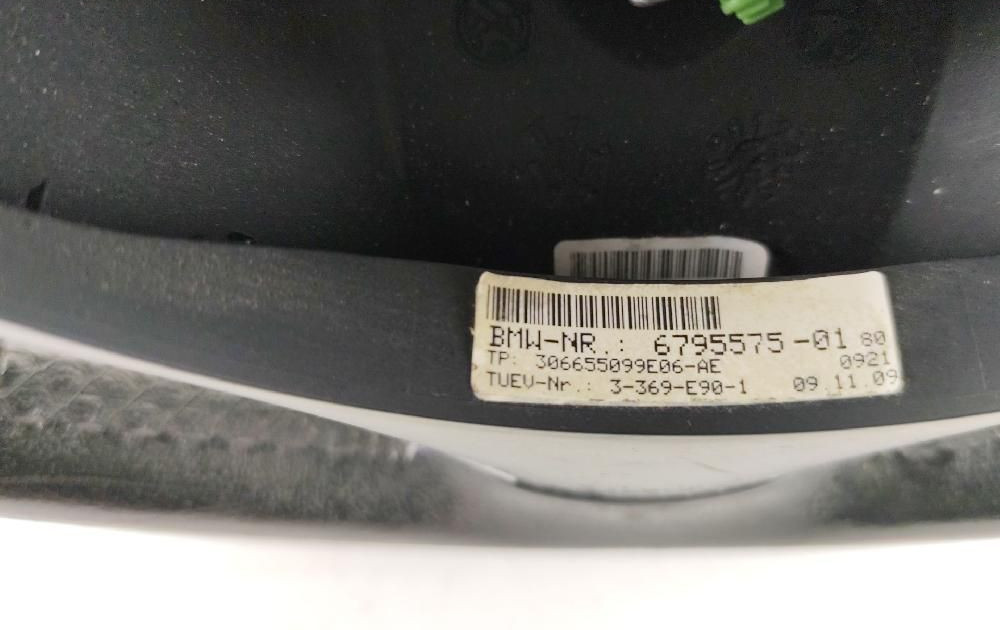 BMW-NR.: 6795575-01 80
TP: 306655099E06-AE 0921
TUEV-Nr.: 3-369-E90-1 09.11.09